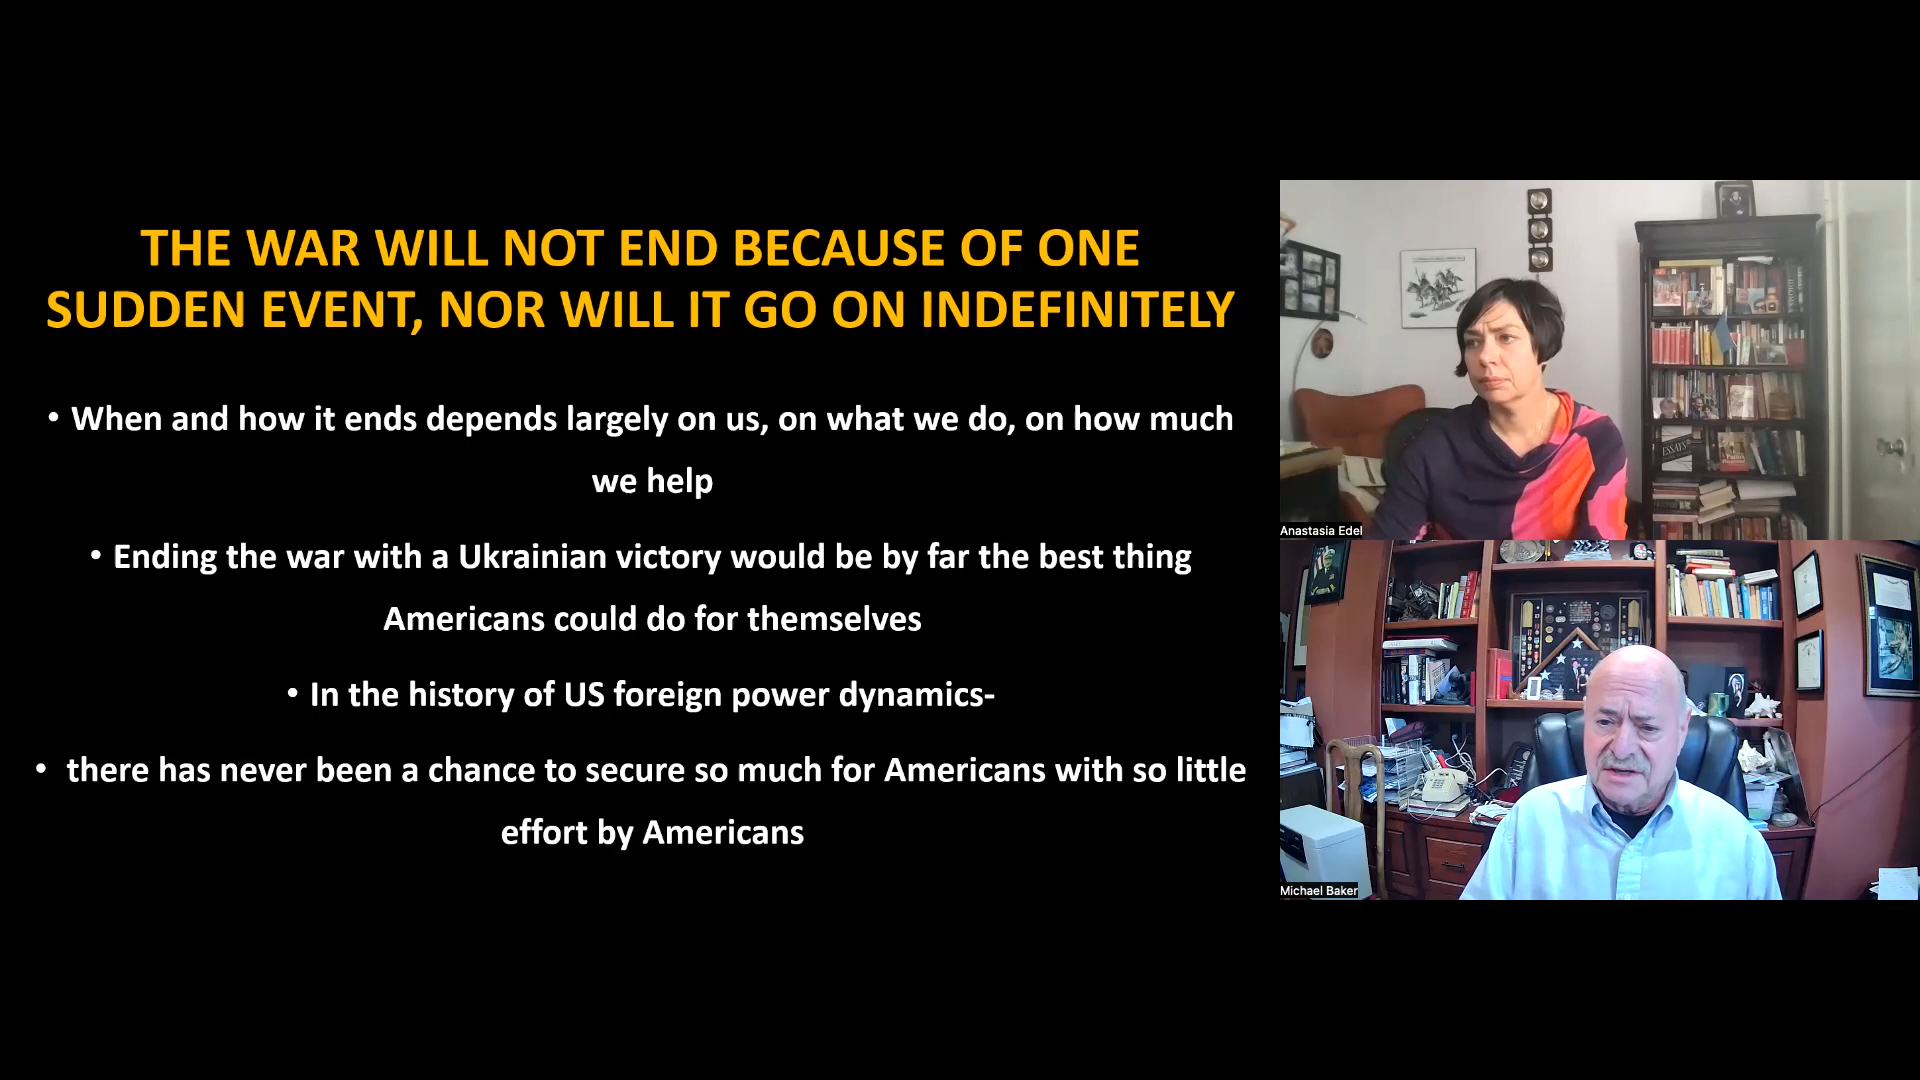 THE WAR WILL NOT END BECAUSE OF ONE
SUDDEN EVENT, NOR WILL IT GO ON INDEFINITELY
• When and how it ends depends largely on us, on what we do, on how much
we help
• Ending the war with a Ukrainian victory would be by far the best thing
Americans could do for themselves
• In the history of US foreign power dynamics-
• there has never been a chance to secure so much for Americans with so little
effort by Americans
ESSAYS
Anastasia Edel
Michael Baker